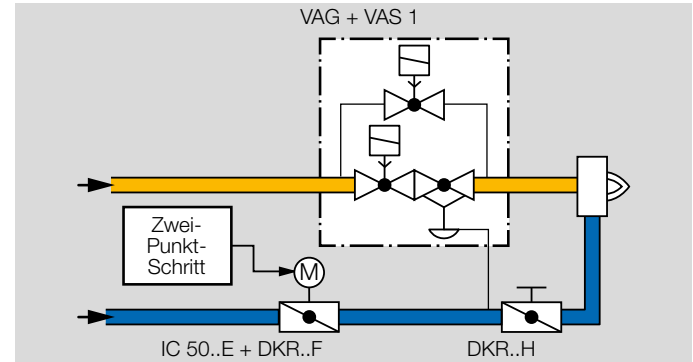 VAG + VAS 1
Zwei-
Punkt-
Schritt
M
IC 50..E + DKR..F
DKR..H